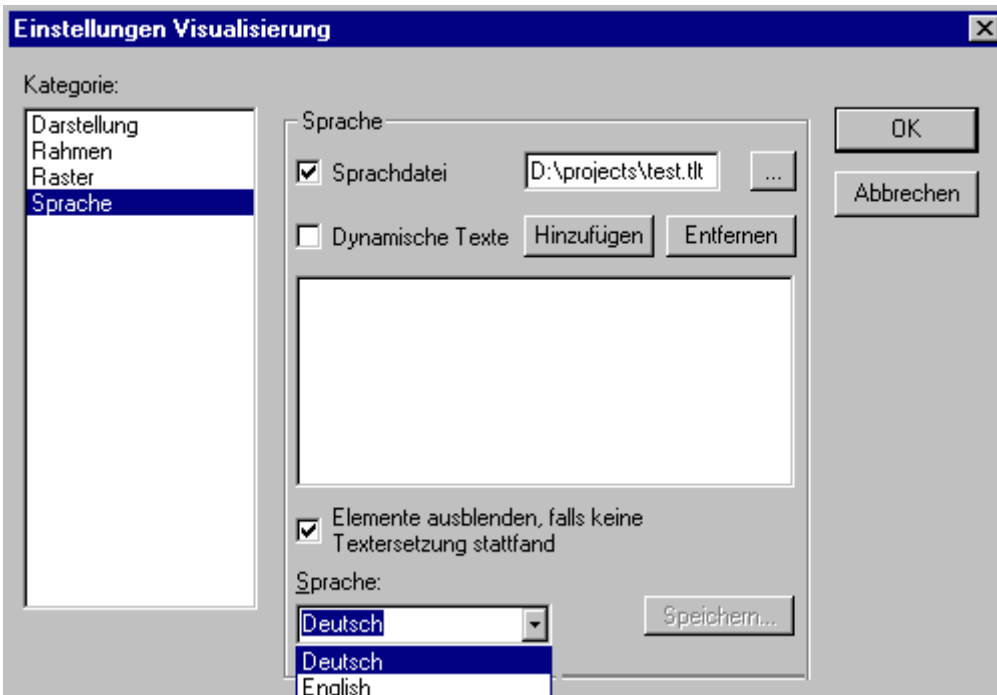 Einstellungen Visualisierung
Kategorie:
Darstellung
Rahmen
Raster
Sprache
Sprache
Sprachdatei
D:\projects\test.tlt
...
Dynamische Texte
Hinzufügen
Entfernen
Elemente ausblenden, falls keine
Textersetzung stattfand
Sprache:
Deutsch
Speichern...
Deutsch
English
OK
Abbrechen